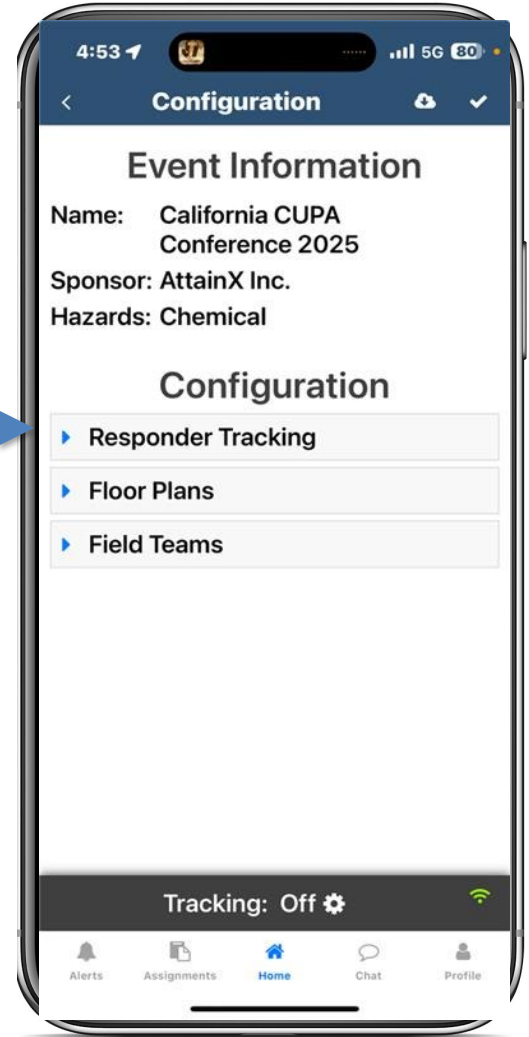 4:53
5G 80
Configuration
Event Information
Name: California CUPA
Conference 2025
Sponsor: AttainX Inc.
Hazards: Chemical
Configuration
Responder Tracking
Floor Plans
Field Teams
Tracking: Off
Alerts Assignments Home Chat Profile